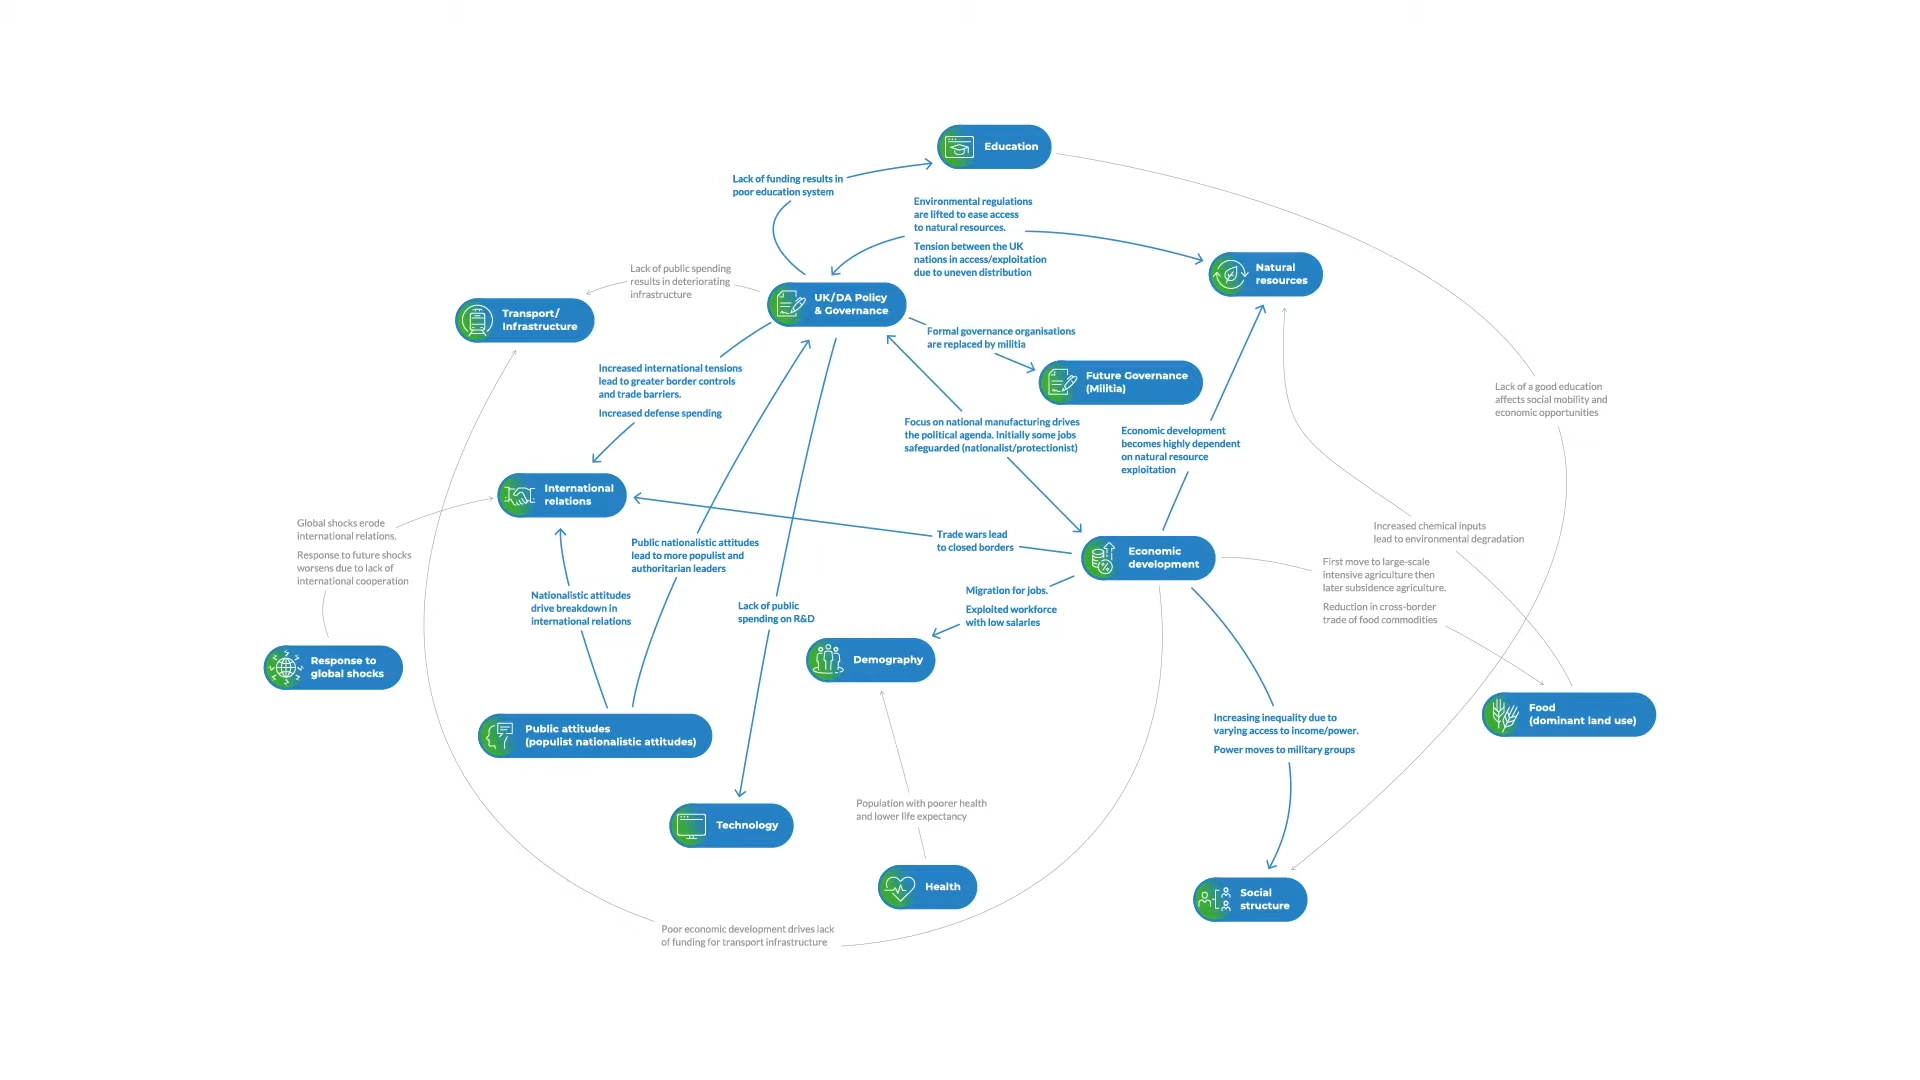 Education
Lack of funding results in
poor education system
Environmental regulations
are lifted to ease access
to natural resources.
Tension between the UK
nations in access/exploitation
due to uneven distribution
Natural
resources
Lack of public spending
results in deteriorating
infrastructure
UK/DA Policy
& Governance
Transport/
Infrastructure
Formal governance organisations
are replaced by militia
Future Governance
(Militia)
Increased international tensions
lead to greater border controls
and trade barriers.
Increased defense spending
Lack of a good education
affects social mobility and
economic opportunities
Focus on national manufacturing drives
the political agenda. Initially some jobs
safeguarded (nationalist/protectionist)
Economic development
becomes highly dependent
on natural resource
exploitation
International
relations
Global shocks erode
international relations.
Response to future shocks
worsens due to lack of
international cooperation
Public nationalistic attitudes
lead to more populist and
authoritarian leaders
Trade wars lead
to closed borders
Economic
development
Increased chemical inputs
lead to environmental degradation
First move to large-scale
intensive agriculture then
later subsidence agriculture.
Reduction in cross-border
trade of food commodities
Nationalistic attitudes
drive breakdown in
international relations
Lack of public
spending on R&D
Migration for jobs.
Exploited workforce
with low salaries
Demography
Response to
global shocks
Public attitudes
(populist nationalistic attitudes)
Food
(dominant land use)
Increasing inequality due to
varying access to income/power.
Power moves to military groups
Technology
Population with poorer health
and lower life expectancy
Health
Social
structure
Poor economic development drives lack
of funding for transport infrastructure